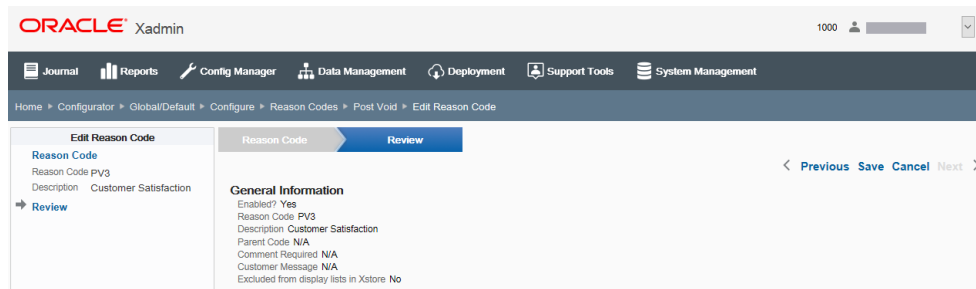 ORACLE® Xadmin
1000
Journal Reports Config Manager Data Management Deployment Support Tools System Management
Home ▸ Configurator ▸ Global/Default ▸ Configure ▸ Reason Codes ▸ Post Void ▸ Edit Reason Code
Edit Reason Code
Reason Code
Reason Code PV3
Description Customer Satisfaction
Review
Reason Code Review
Previous Save Cancel Next
General Information
Enabled? Yes
Reason Code PV3
Description Customer Satisfaction
Parent Code N/A
Comment Required N/A
Customer Message N/A
Excluded from display lists in Xstore No